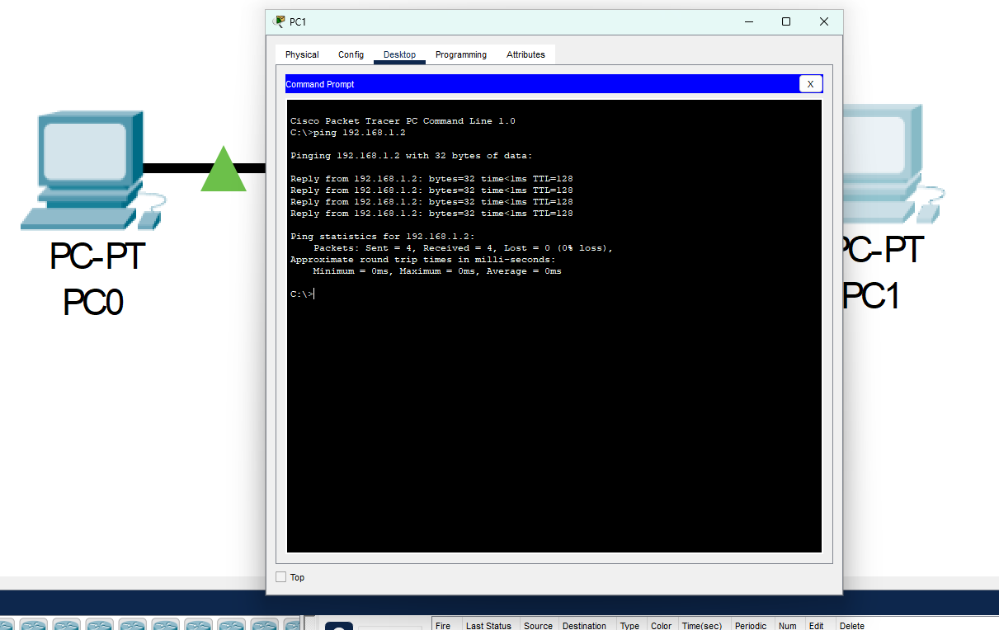 PC1
Physical Config Desktop Programming Attributes
Command Prompt X
Cisco Packet Tracer PC Command Line 1.0
C:\>ping 192.168.1.2
Pinging 192.168.1.2 with 32 bytes of data:
Reply from 192.168.1.2: bytes=32 time<1ms TTL=128
Reply from 192.168.1.2: bytes=32 time<1ms TTL=128
Reply from 192.168.1.2: bytes=32 time<1ms TTL=128
Reply from 192.168.1.2: bytes=32 time<1ms TTL=128
Ping statistics for 192.168.1.2:
Packets: Sent = 4, Received = 4, Lost = 0 (0% loss),
Approximate round trip times in milli-seconds:
Minimum = 0ms, Maximum = 0ms, Average = 0ms
C:\>
PC-PT
PC0
PC-PT
PC1
Top
Fire Last Status Source Destination Type Color Time(sec) Periodic Num Edit Delete